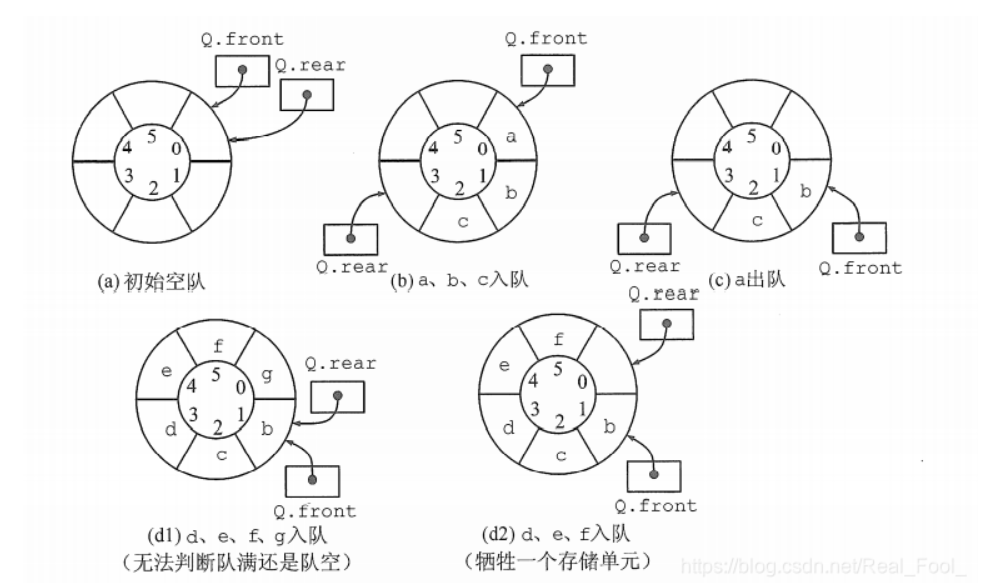 Q.front
Q.rear
5
4 0
3 1
2
(a) 初始空队
Q.front
5
4 0 a
3 1
2 b
c
Q.rear
(b) a、b、c入队
5
4 0
3 1
2 b
c
Q.rear
Q.front
(c) a出队
f
e 5 g
4 0
3 1
d 2 b
c
Q.rear
Q.front
(d1) d、e、f、g入队
(无法判断队满还是队空)
Q.rear
f
e 5
4 0
3 1
d 2 b
c
Q.front
(d2) d、e、f入队
(牺牲一个存储单元)
https://blog.csdn.net/Real_Fool_